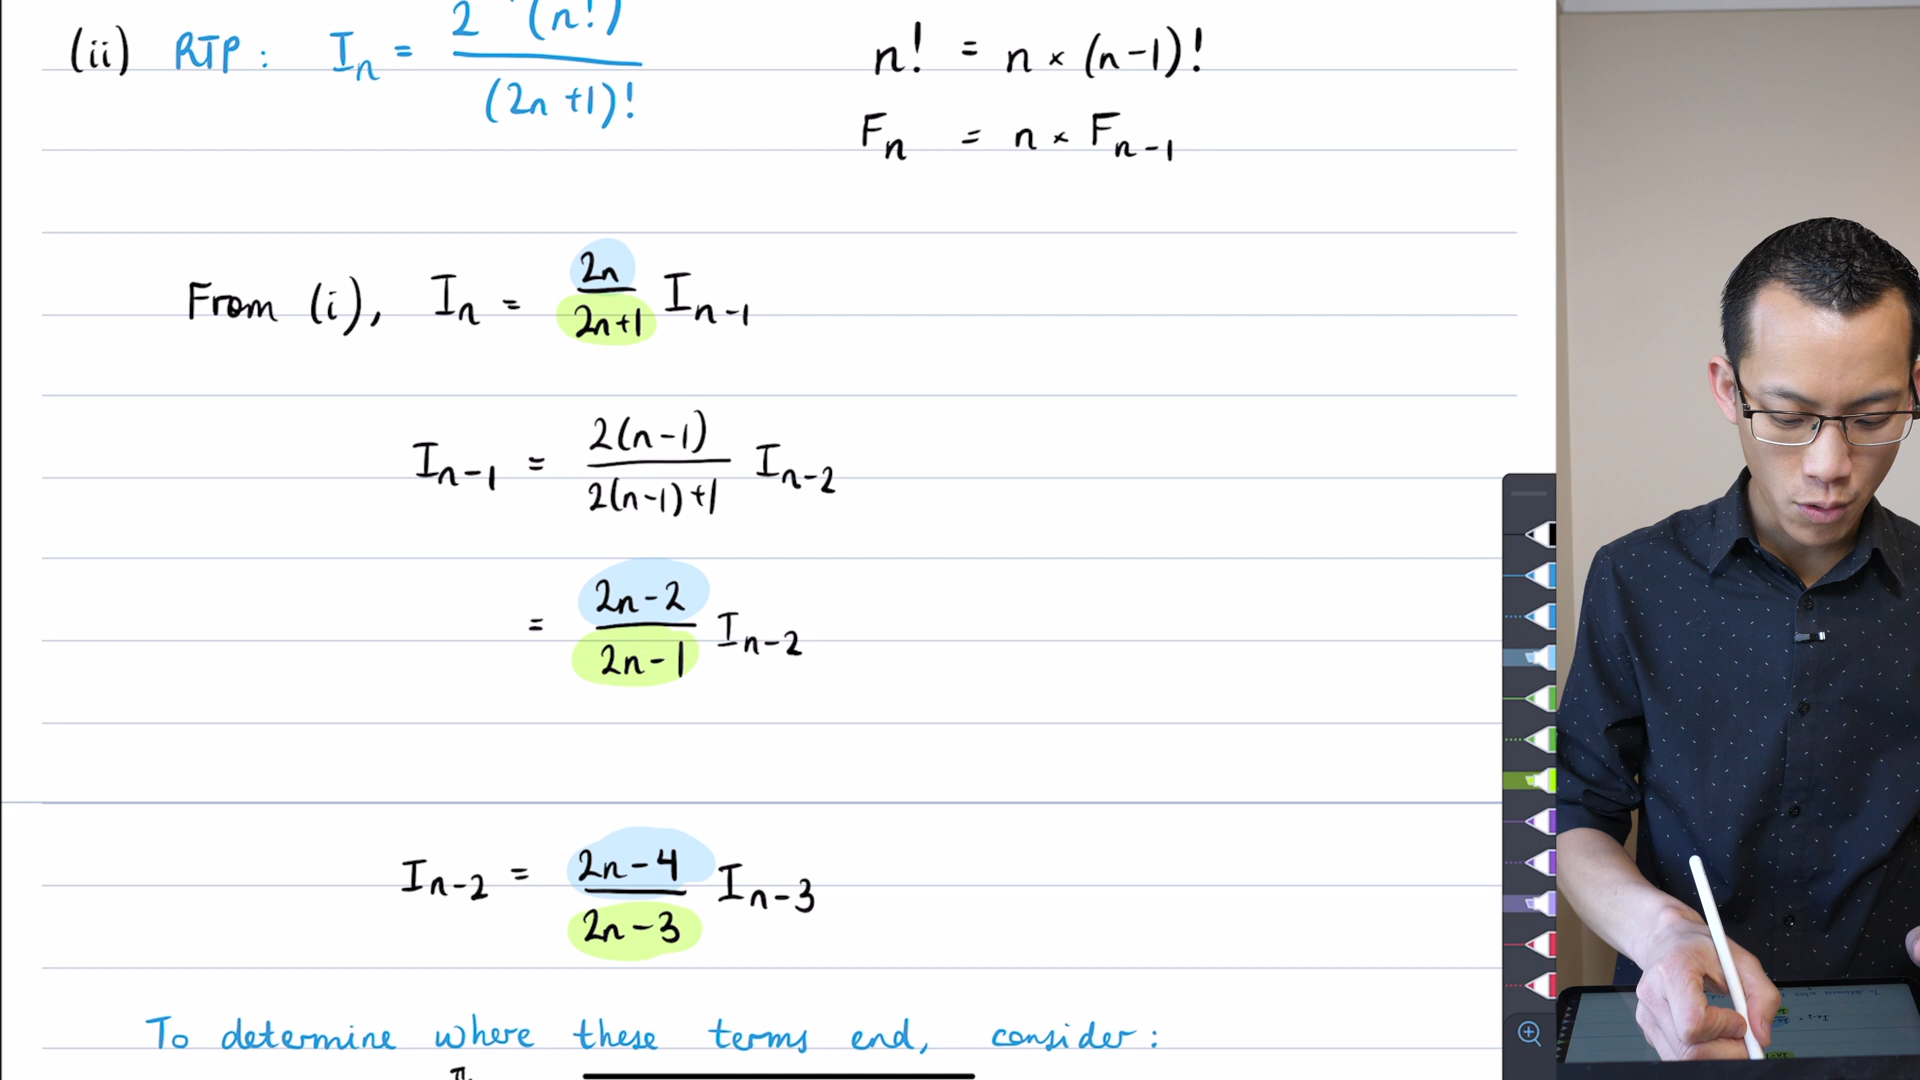 (ii) RTP : Iₙ = 2 (n!) / (2n+1)!
n! = n × (n-1)!
Fₙ = n × Fₙ₋₁
From (i), Iₙ = 2n / 2n+1 Iₙ₋₁
Iₙ₋₁ = 2(n-1) / 2(n-1)+1 Iₙ₋₂
= 2n-2 / 2n-1 Iₙ₋₂
Iₙ₋₂ = 2n-4 / 2n-3 Iₙ₋₃
To determine where these terms end, consider :